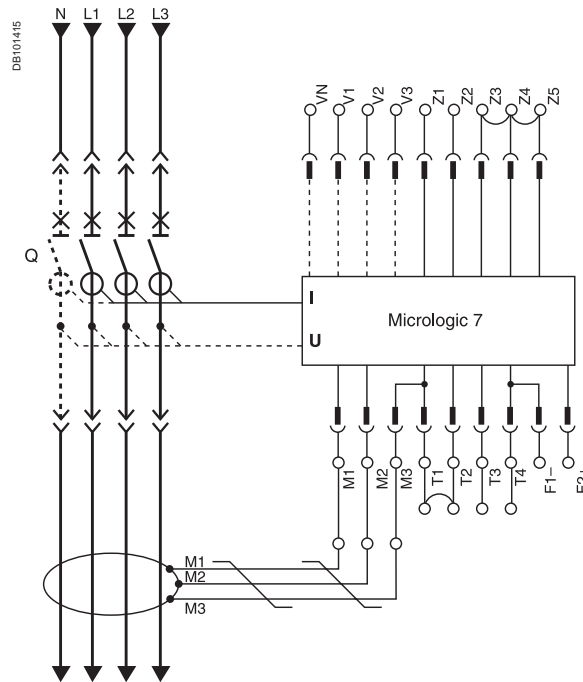 DB101415
N L1 L2 L3
VN V1 V2 V3 Z1 Z2 Z3 Z4 Z5
Q
I
Micrologic 7
U
M1 M2 M3 T1 T2 T3 T4 F1– F2+
M1
M2
M3